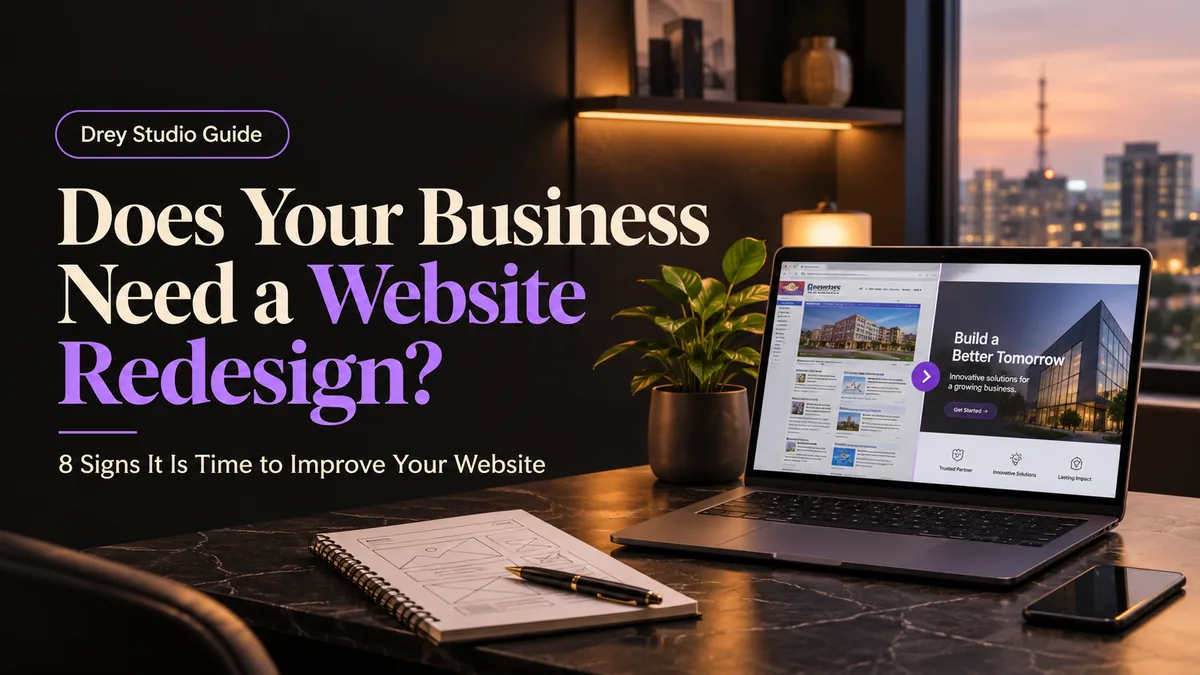 Drey Studio Guide
Does Your Business
Need a Website
Redesign?
8 Signs It Is Time to Improve Your Website
Build a
Better Tomorrow
Innovative solutions for
a growing business.
Get Started →
Trusted Partner
Innovative Solutions
Lasting Impact